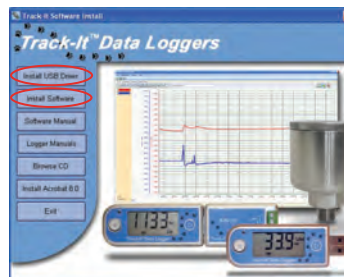 Track-It Software Install
Track-It™ Data Loggers
Install USB Driver
Install Software
Software Manual
Logger Manuals
Browse CD
Install Acrobat 8.0
Exit
1133
33.9